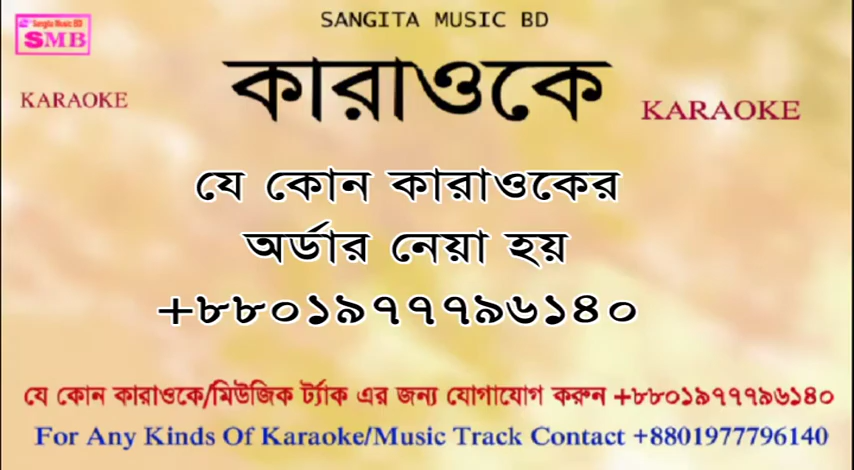 SANGITA MUSIC BD
Sangita Music BD
SMB
কারাওকে
KARAOKE
KARAOKE
যে কোন কারাওকের
অর্ডার নেয়া হয়
+৮৮০১৯৭৭৭৯৬১৪০
যে কোন কারাওকে/মিউজিক ট্র্যাক এর জন্য যোগাযোগ করুন +৮৮০১৯৭৭৭৯৬১৪০
For Any Kinds Of Karaoke/Music Track Contact +8801977796140